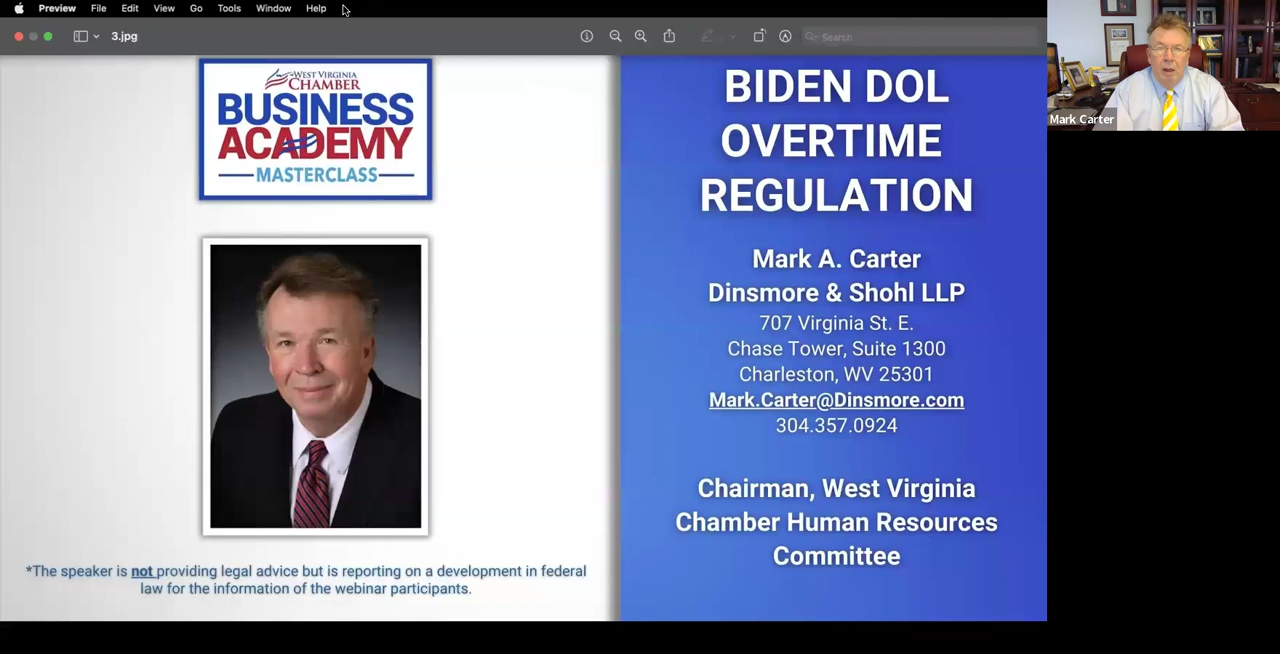 Preview File Edit View Go Tools Window Help
3.jpg
Search
WEST VIRGINIA
CHAMBER
BUSINESS
ACADEMY
MASTERCLASS
*The speaker is not providing legal advice but is reporting on a development in federal
law for the information of the webinar participants.
BIDEN DOL
OVERTIME
REGULATION
Mark A. Carter
Dinsmore & Shohl LLP
707 Virginia St. E.
Chase Tower, Suite 1300
Charleston, WV 25301
Mark.Carter@Dinsmore.com
304.357.0924
Chairman, West Virginia
Chamber Human Resources
Committee
Mark Carter